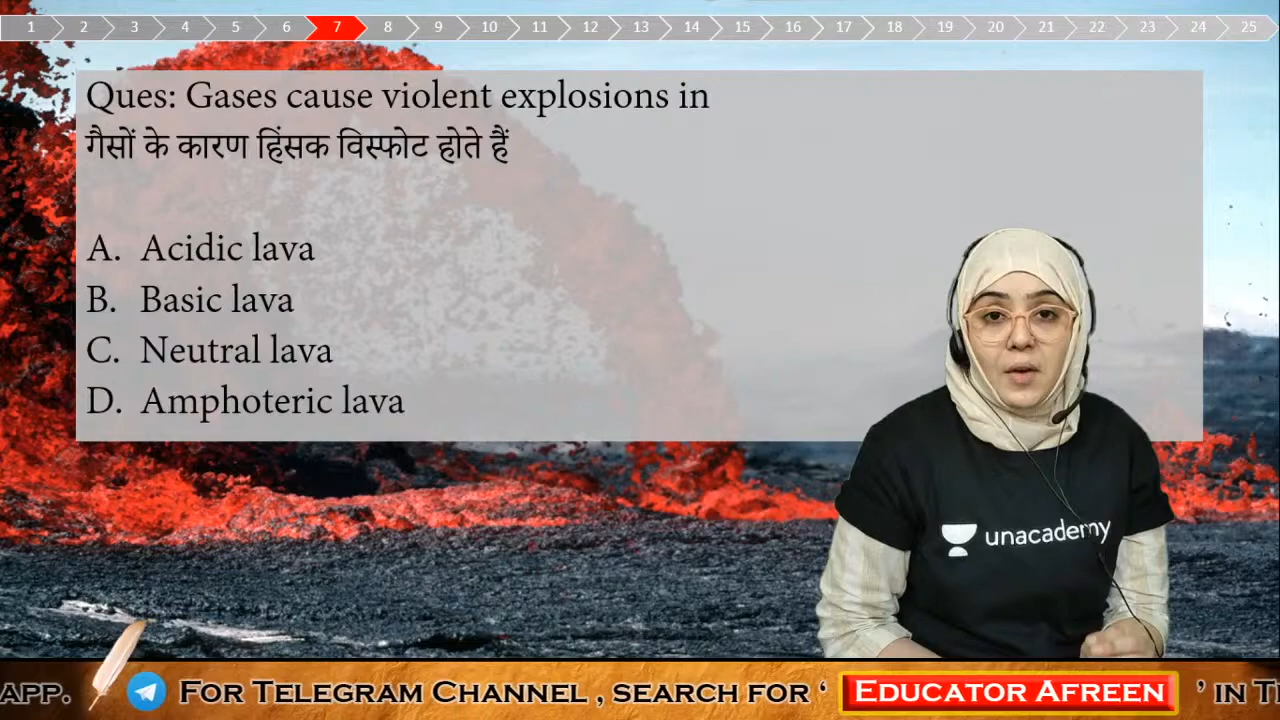 1 2 3 4 5 6 7 8 9 10 11 12 13 14 15 16 17 18 19 20 21 22 23 24 25
Ques: Gases cause violent explosions in
गैसों के कारण हिंसक विस्फोट होते हैं
A. Acidic lava
B. Basic lava
C. Neutral lava
D. Amphoteric lava
unacademy
APP. FOR TELEGRAM CHANNEL , SEARCH FOR ‘ EDUCATOR AFREEN ’ IN